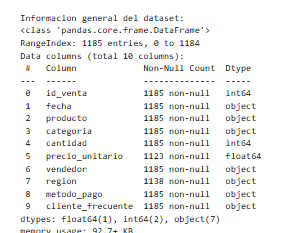 Informacion general del dataset:
<class 'pandas.core.frame.DataFrame'>
RangeIndex: 1185 entries, 0 to 1184
Data columns (total 10 columns):
 #   Column            Non-Null Count  Dtype
---  ------            --------------  -----
 0   id_venta          1185 non-null   int64
 1   fecha             1185 non-null   object
 2   producto          1185 non-null   object
 3   categoria         1185 non-null   object
 4   cantidad          1185 non-null   int64
 5   precio_unitario   1123 non-null   float64
 6   vendedor          1185 non-null   object
 7   region            1138 non-null   object
 8   metodo_pago       1185 non-null   object
 9   cliente_frecuente 1185 non-null   object
dtypes: float64(1), int64(2), object(7)
memory usage: 92.7+ KB